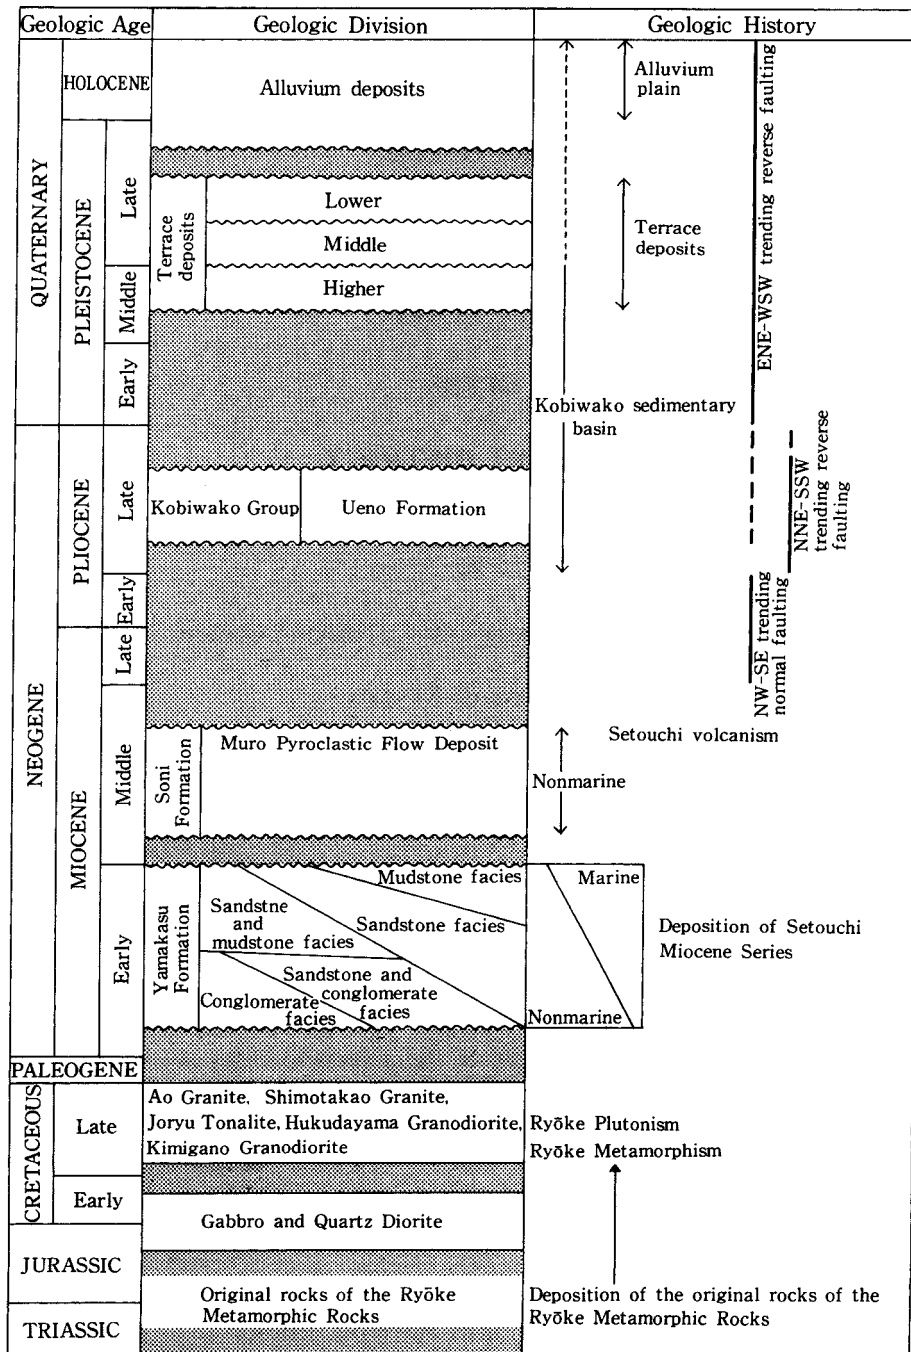 Geologic Age
Geologic Division
Geologic History
QUATERNARY
HOLOCENE
Alluvium deposits
Alluvium
plain
PLEISTOCENE
Late
Middle
Early
Terrace
deposits
Lower
Middle
Higher
Terrace
deposits
ENE-WSW trending reverse faulting
Kobiwako sedimentary
basin
NEOGENE
PLIOCENE
Late
Early
Kobiwako Group
Ueno Formation
NNE-SSW
trending reverse
faulting
NW-SE trending
normal faulting
MIOCENE
Late
Middle
Early
Soni
Formation
Muro Pyroclastic Flow Deposit
Setouchi volcanism
Nonmarine
Yamakasu
Formation
Mudstone facies
Sandstne
and
mudstone facies
Sandstone facies
Sandstone and
conglomerate
facies
Conglomerate
facies
Marine
Nonmarine
Deposition of Setouchi
Miocene Series
PALEOGENE
CRETACEOUS
Late
Early
Ao Granite, Shimotakao Granite,
Joryu Tonalite, Hukudayama Granodiorite,
Kimigano Granodiorite
Ryōke Plutonism
Ryōke Metamorphism
Gabbro and Quartz Diorite
JURASSIC
TRIASSIC
Original rocks of the Ryōke
Metamorphic Rocks
Deposition of the original rocks of the
Ryōke Metamorphic Rocks